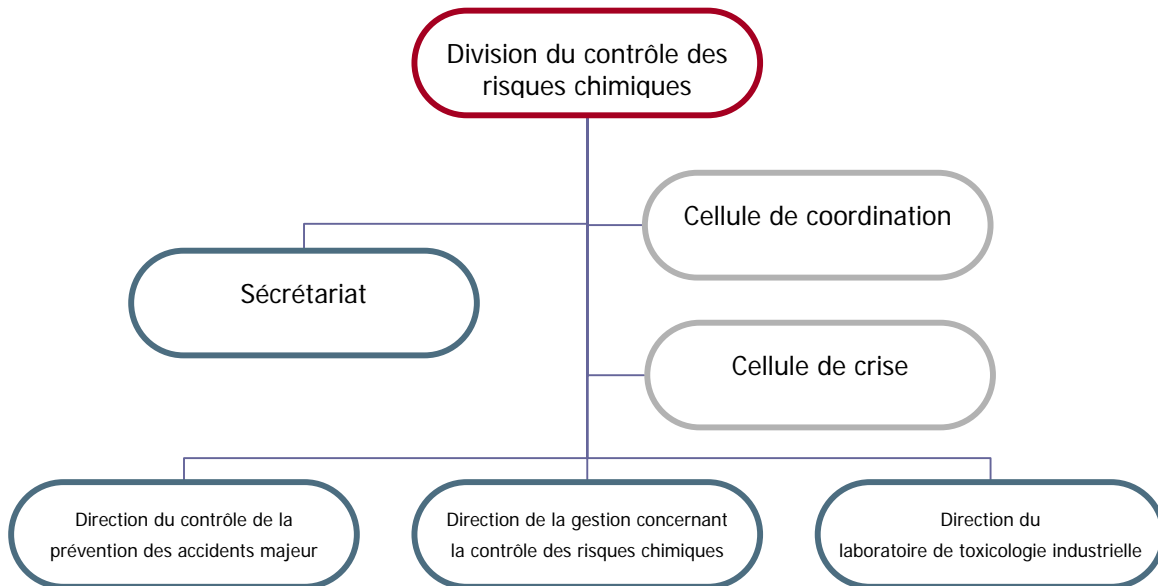 Division du contrôle des
risques chimiques
Cellule de coordination
Sécrétariat
Cellule de crise
Direction du contrôle de la
prévention des accidents majeur
Direction de la gestion concernant
la contrôle des risques chimiques
Direction du
laboratoire de toxicologie industrielle